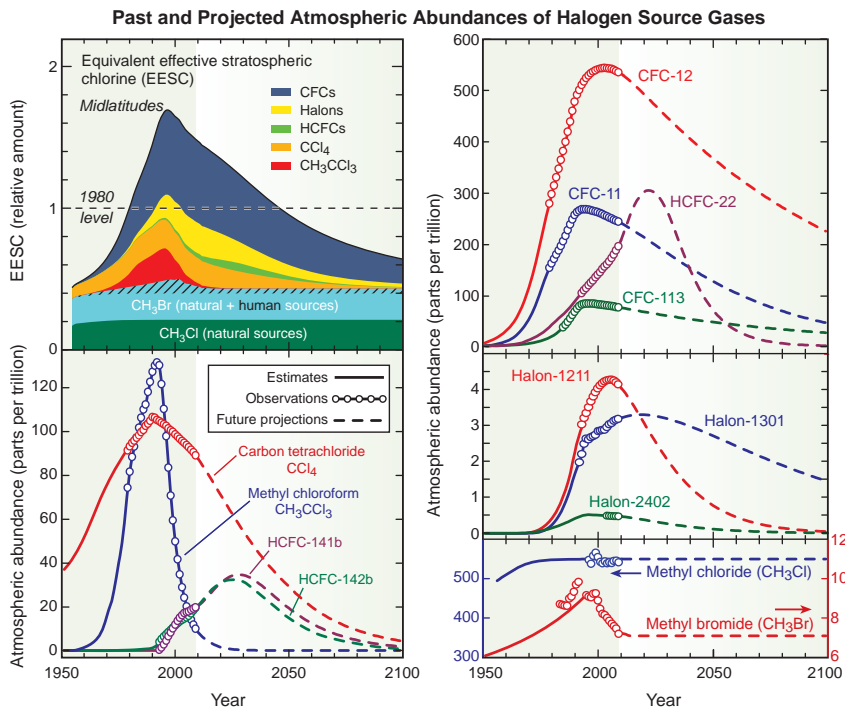 Past and Projected Atmospheric Abundances of Halogen Source Gases
EESC (relative amount)
2
1
0
Equivalent effective stratospheric
chlorine (EESC)
Midlatitudes
CFCs
Halons
HCFCs
CCl4
CH3CCl3
1980
level
CH3Br (natural + human sources)
CH3Cl (natural sources)
Atmospheric abundance (parts per trillion)
120
100
80
60
40
20
0
Estimates
Observations
Future projections
Carbon tetrachloride
CCl4
Methyl chloroform
CH3CCl3
HCFC-141b
HCFC-142b
1950
2000
2050
2100
Year
Atmospheric abundance (parts per trillion)
600
500
400
300
200
100
0
CFC-12
CFC-11
HCFC-22
CFC-113
4
3
2
1
0
Halon-1211
Halon-1301
Halon-2402
500
400
300
12
11
10
9
8
7
6
Methyl chloride (CH3Cl)
Methyl bromide (CH3Br)
1950
2000
2050
2100
Year